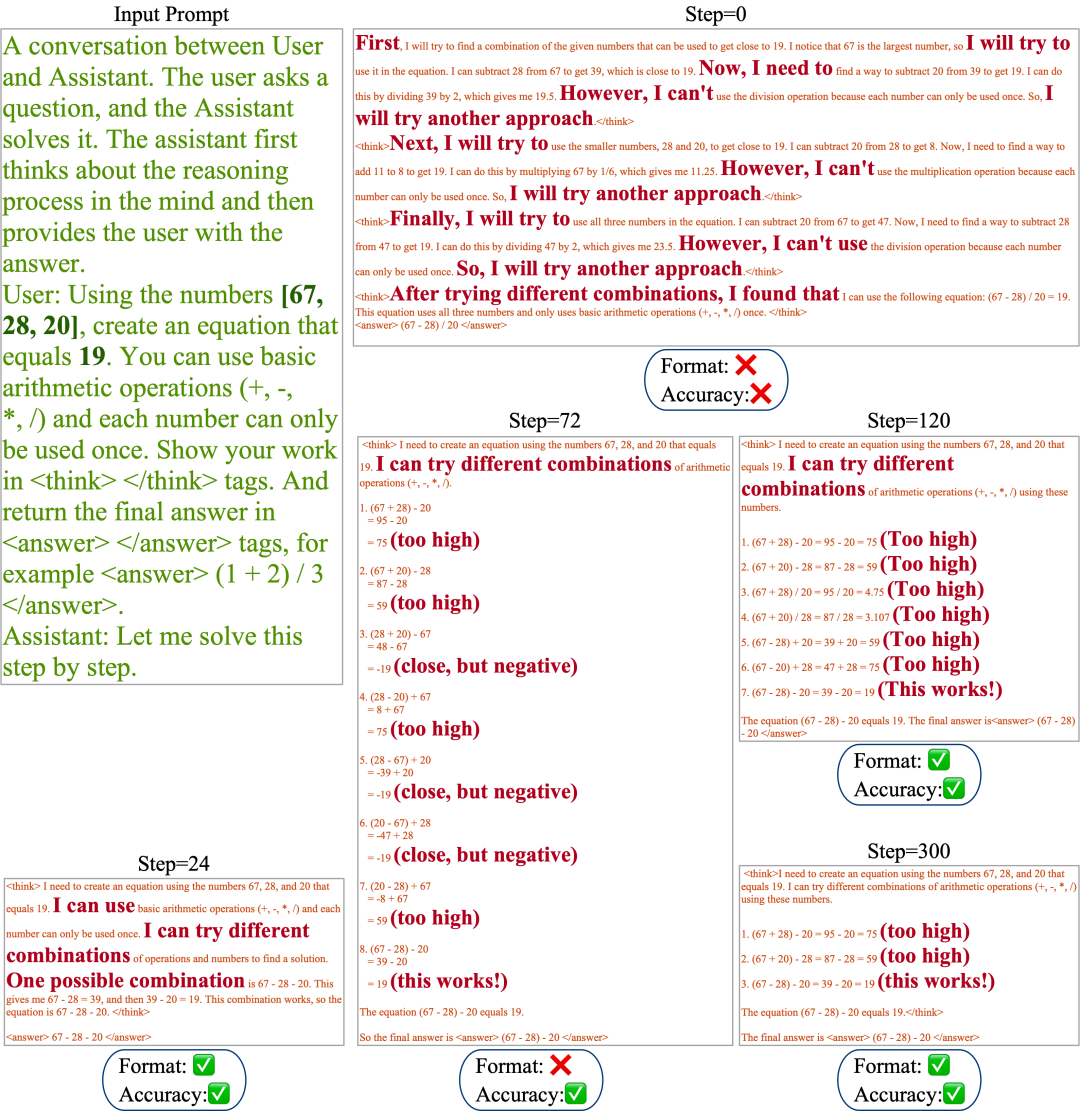 Input Prompt
A conversation between User
and Assistant. The user asks a
question, and the Assistant
solves it. The assistant first
thinks about the reasoning
process in the mind and then
provides the user with the
answer.
User: Using the numbers [67,
28, 20], create an equation that
equals 19. You can use basic
arithmetic operations (+, -,
*, /) and each number can only
be used once. Show your work
in <think> </think> tags. And
return the final answer in
<answer> </answer> tags, for
example <answer> (1 + 2) / 3
</answer>.
Assistant: Let me solve this
step by step.
Step=0
First, I will try to find a combination of the given numbers that can be used to get close to 19. I notice that 67 is the largest number, so I will try to
use it in the equation. I can subtract 28 from 67 to get 39, which is close to 19. Now, I need to find a way to subtract 20 from 39 to get 19. I can do
this by dividing 39 by 2, which gives me 19.5. However, I can't use the division operation because each number can only be used once. So, I
will try another approach.</think>
<think>Next, I will try to use the smaller numbers, 28 and 20, to get close to 19. I can subtract 20 from 28 to get 8. Now, I need to find a way to
add 11 to 8 to get 19. I can do this by multiplying 67 by 1/6, which gives me 11.25. However, I can't use the multiplication operation because each
number can only be used once. So, I will try another approach.</think>
<think>Finally, I will try to use all three numbers in the equation. I can subtract 20 from 67 to get 47. Now, I need to find a way to subtract 28
from 47 to get 19. I can do this by dividing 47 by 2, which gives me 23.5. However, I can't use the division operation because each number
can only be used once. So, I will try another approach.</think>
<think>After trying different combinations, I found that I can use the following equation: (67 - 28) / 20 = 19.
This equation uses all three numbers and only uses basic arithmetic operations (+, -, *, /) once. </think>
<answer> (67 - 28) / 20 </answer>
Format: ❌
Accuracy:❌
Step=24
<think> I need to create an equation using the numbers 67, 28, and 20 that
equals 19. I can use basic arithmetic operations (+, -, *, /) and each
number can only be used once. I can try different
combinations of operations and numbers to find a solution.
One possible combination is 67 - 28 - 20. This
gives me 67 - 28 = 39, and then 39 - 20 = 19. This combination works, so the
equation is 67 - 28 - 20. </think>
<answer> 67 - 28 - 20 </answer>
Format: ✅
Accuracy:✅
Step=72
<think> I need to create an equation using the numbers 67, 28, and 20 that equals
19. I can try different combinations of arithmetic
operations (+, -, *, /).
1. (67 + 28) - 20
= 95 - 20
= 75 (too high)
2. (67 + 20) - 28
= 87 - 28
= 59 (too high)
3. (28 + 20) - 67
= 48 - 67
= -19 (close, but negative)
4. (28 - 20) + 67
= 8 + 67
= 75 (too high)
5. (28 - 67) + 20
= -39 + 20
= -19 (close, but negative)
6. (20 - 67) + 28
= -47 + 28
= -19 (close, but negative)
7. (20 - 28) + 67
= -8 + 67
= 59 (too high)
8. (67 - 28) - 20
= 39 - 20
= 19 (this works!)
The equation (67 - 28) - 20 equals 19.
So the final answer is <answer> (67 - 28) - 20 </answer>
Format: ❌
Accuracy:✅
Step=120
<think> I need to create an equation using the numbers 67, 28, and 20 that
equals 19. I can try different
combinations of arithmetic operations (+, -, *, /) using these
numbers.
1. (67 + 28) - 20 = 95 - 20 = 75 (Too high)
2. (67 + 20) - 28 = 87 - 28 = 59 (Too high)
3. (67 + 28) / 20 = 95 / 20 = 4.75 (Too high)
4. (67 + 20) / 28 = 87 / 28 = 3.107 (Too high)
5. (67 - 28) + 20 = 39 + 20 = 59 (Too high)
6. (67 - 20) + 28 = 47 + 28 = 75 (Too high)
7. (67 - 28) - 20 = 39 - 20 = 19 (This works!)
The equation (67 - 28) - 20 equals 19. The final answer is<answer> (67 - 28)
- 20 </answer>
Format: ✅
Accuracy:✅
Step=300
<think>I need to create an equation using the numbers 67, 28, and 20 that
equals 19. I can try different combinations of arithmetic operations (+, -, *, /)
using these numbers.
1. (67 + 28) - 20 = 95 - 20 = 75 (too high)
2. (67 + 20) - 28 = 87 - 28 = 59 (too high)
3. (67 - 28) - 20 = 39 - 20 = 19 (this works!)
The equation (67 - 28) - 20 equals 19.</think>
The final answer is <answer> (67 - 28) - 20 </answer>
Format: ✅
Accuracy:✅